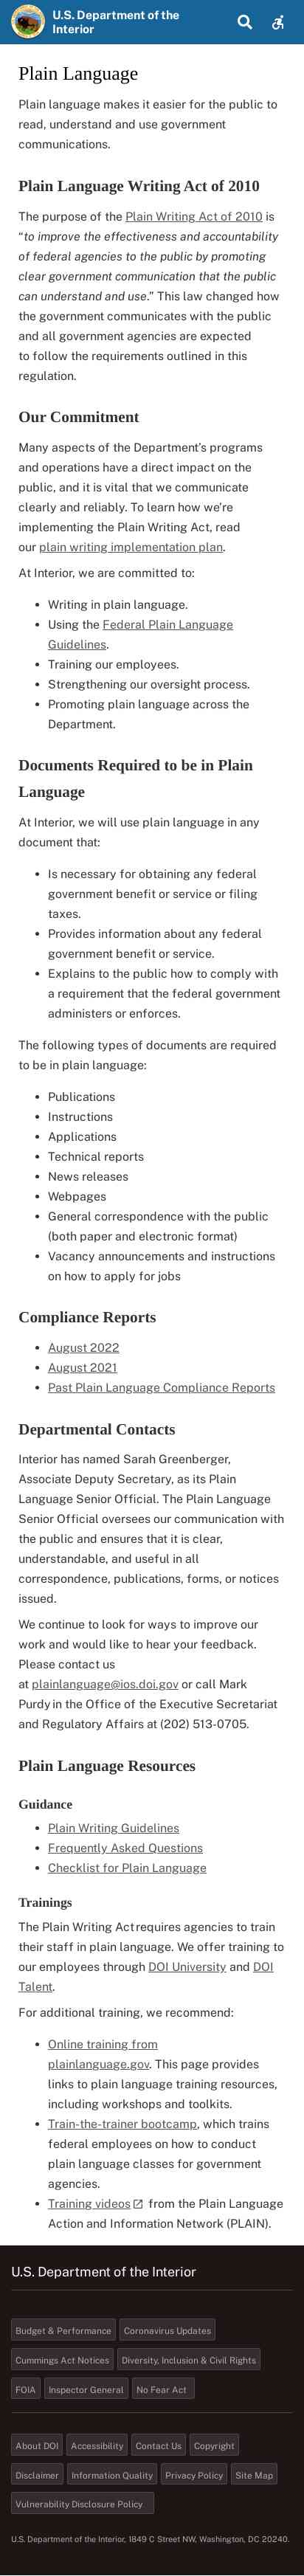 U.S. Department of the
Interior
Plain Language
Plain language makes it easier for the public to
read, understand and use government
communications.
Plain Language Writing Act of 2010
The purpose of the Plain Writing Act of 2010 is
“to improve the effectiveness and accountability
of federal agencies to the public by promoting
clear government communication that the public
can understand and use.” This law changed how
the government communicates with the public
and all government agencies are expected
to follow the requirements outlined in this
regulation.
Our Commitment
Many aspects of the Department’s programs
and operations have a direct impact on the
public, and it is vital that we communicate
clearly and reliably. To learn how we’re
implementing the Plain Writing Act, read
our plain writing implementation plan.
At Interior, we are committed to:
• Writing in plain language.
• Using the Federal Plain Language
Guidelines.
• Training our employees.
• Strengthening our oversight process.
• Promoting plain language across the
Department.
Documents Required to be in Plain
Language
At Interior, we will use plain language in any
document that:
• Is necessary for obtaining any federal
government benefit or service or filing
taxes.
• Provides information about any federal
government benefit or service.
• Explains to the public how to comply with
a requirement that the federal government
administers or enforces.
The following types of documents are required
to be in plain language:
• Publications
• Instructions
• Applications
• Technical reports
• News releases
• Webpages
• General correspondence with the public
(both paper and electronic format)
• Vacancy announcements and instructions
on how to apply for jobs
Compliance Reports
• August 2022
• August 2021
• Past Plain Language Compliance Reports
Departmental Contacts
Interior has named Sarah Greenberger,
Associate Deputy Secretary, as its Plain
Language Senior Official. The Plain Language
Senior Official oversees our communication with
the public and ensures that it is clear,
understandable, and useful in all
correspondence, publications, forms, or notices
issued.
We continue to look for ways to improve our
work and would like to hear your feedback.
Please contact us
at plainlanguage@ios.doi.gov or call Mark
Purdy in the Office of the Executive Secretariat
and Regulatory Affairs at (202) 513-0705.
Plain Language Resources
Guidance
• Plain Writing Guidelines
• Frequently Asked Questions
• Checklist for Plain Language
Trainings
The Plain Writing Act requires agencies to train
their staff in plain language. We offer training to
our employees through DOI University and DOI
Talent.
For additional training, we recommend:
• Online training from
plainlanguage.gov. This page provides
links to plain language training resources,
including workshops and toolkits.
• Train-the-trainer bootcamp, which trains
federal employees on how to conduct
plain language classes for government
agencies.
• Training videos from the Plain Language
Action and Information Network (PLAIN).
U.S. Department of the Interior
Budget & Performance Coronavirus Updates
Cummings Act Notices Diversity, Inclusion & Civil Rights
FOIA Inspector General No Fear Act
About DOI Accessibility Contact Us Copyright
Disclaimer Information Quality Privacy Policy Site Map
Vulnerability Disclosure Policy
U.S. Department of the Interior, 1849 C Street NW, Washington, DC 20240.